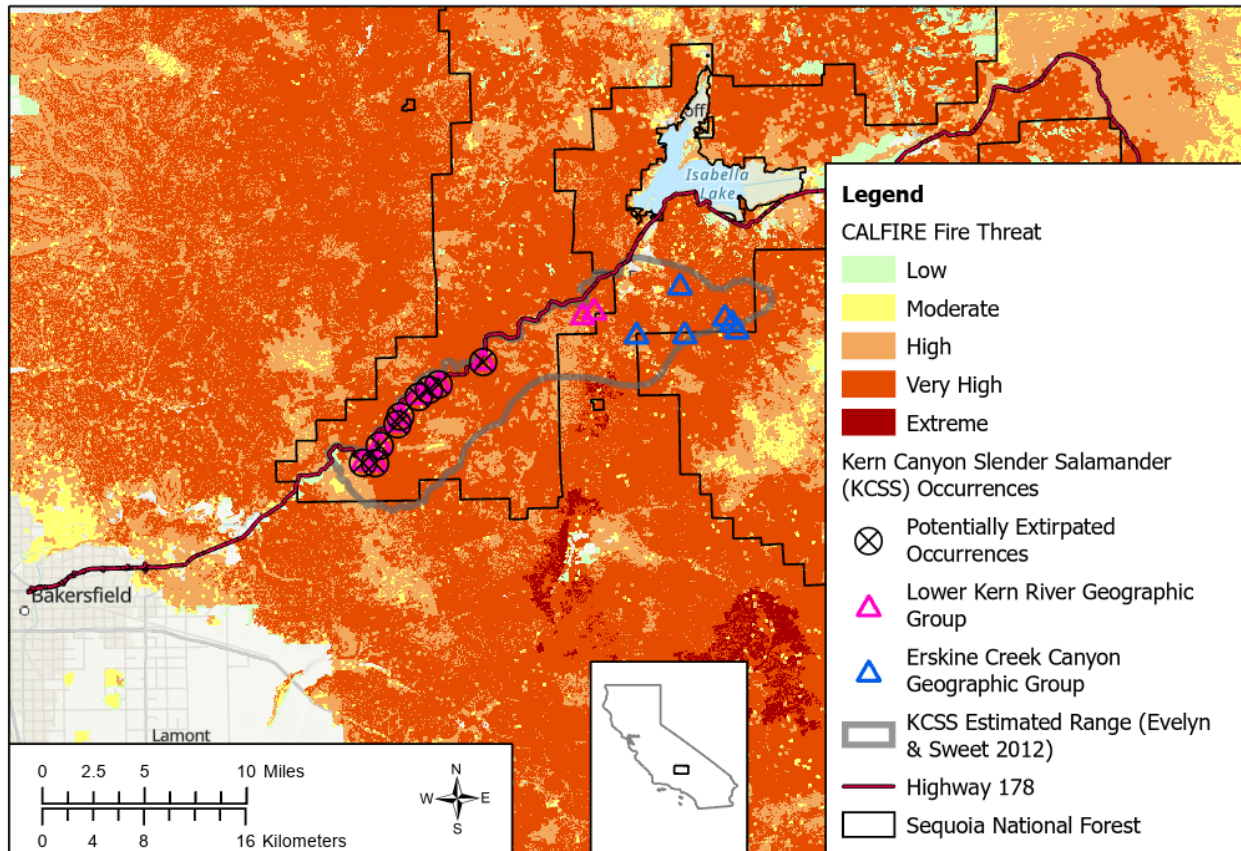 off
Isabella
Lake
Bakersfield
Lamont
0 2.5 5 10 Miles
0 4 8 16 Kilometers
N
W E
S
Legend
CALFIRE Fire Threat
Low
Moderate
High
Very High
Extreme
Kern Canyon Slender Salamander
(KCSS) Occurrences
Potentially Extirpated
Occurrences
Lower Kern River Geographic
Group
Erskine Creek Canyon
Geographic Group
KCSS Estimated Range (Evelyn
& Sweet 2012)
Highway 178
Sequoia National Forest